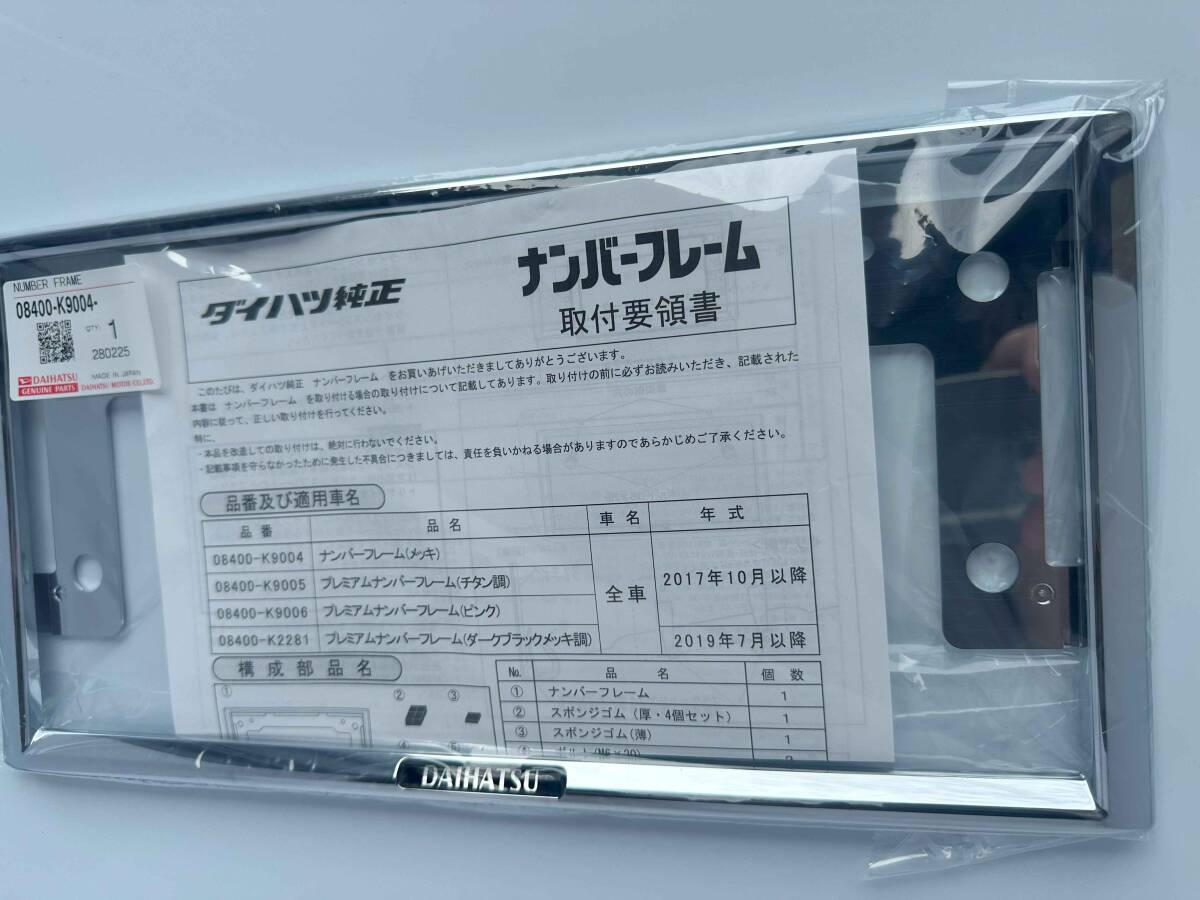 NUMBER FRAME
08400-K9004-
QTY.
1
280225
MADE IN JAPAN
DAIHATSU
GENUINE PARTS
DAIHATSU MOTOR CO.,LTD.
ダイハツ純正
ナンバーフレーム
取付要領書
このたびは、ダイハツ純正 ナンバーフレーム をお買いあげいただきましてありがとうございます。
本書は ナンバーフレーム を取り付ける場合の取り付けについて記載してあります。取り付けの前に必ずお読みいただき、記載された
内容に従って、正しい取り付けを行ってください。
特に、
・本品を改造しての取り付けは、絶対に行わないでください。
・記載事項を守らなかったために発生した不具合につきましては、責任を負いかねる場合がありますのであらかじめご了承ください。
品番及び適用車名
品番 品名 車名 年式
08400-K9004 ナンバーフレーム(メッキ) 全車 2017年10月以降
08400-K9005 プレミアムナンバーフレーム(チタン調)
08400-K9006 プレミアムナンバーフレーム(ピンク)
08400-K2281 プレミアムナンバーフレーム(ダークブラックメッキ調) 2019年7月以降
構成部品名
① ② ③
No. 品名 個数
① ナンバーフレーム 1
② スポンジゴム(厚・4個セット) 1
③ スポンジゴム(薄) 1
DAIHATSU